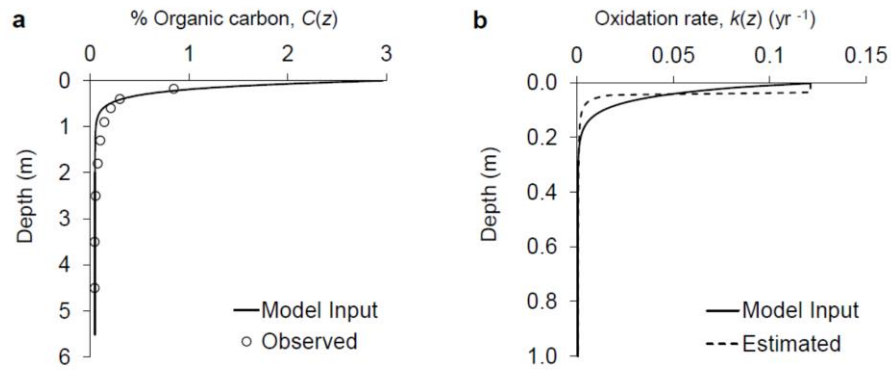 a
% Organic carbon, C(z)
0 1 2 3
0
1
2
3
4
5
6
Depth (m)
Model Input
Observed
b
Oxidation rate, k(z) (yr -1)
0 0.05 0.10 0.15
0.0
0.2
0.4
0.6
0.8
1.0
Depth (m)
Model Input
Estimated